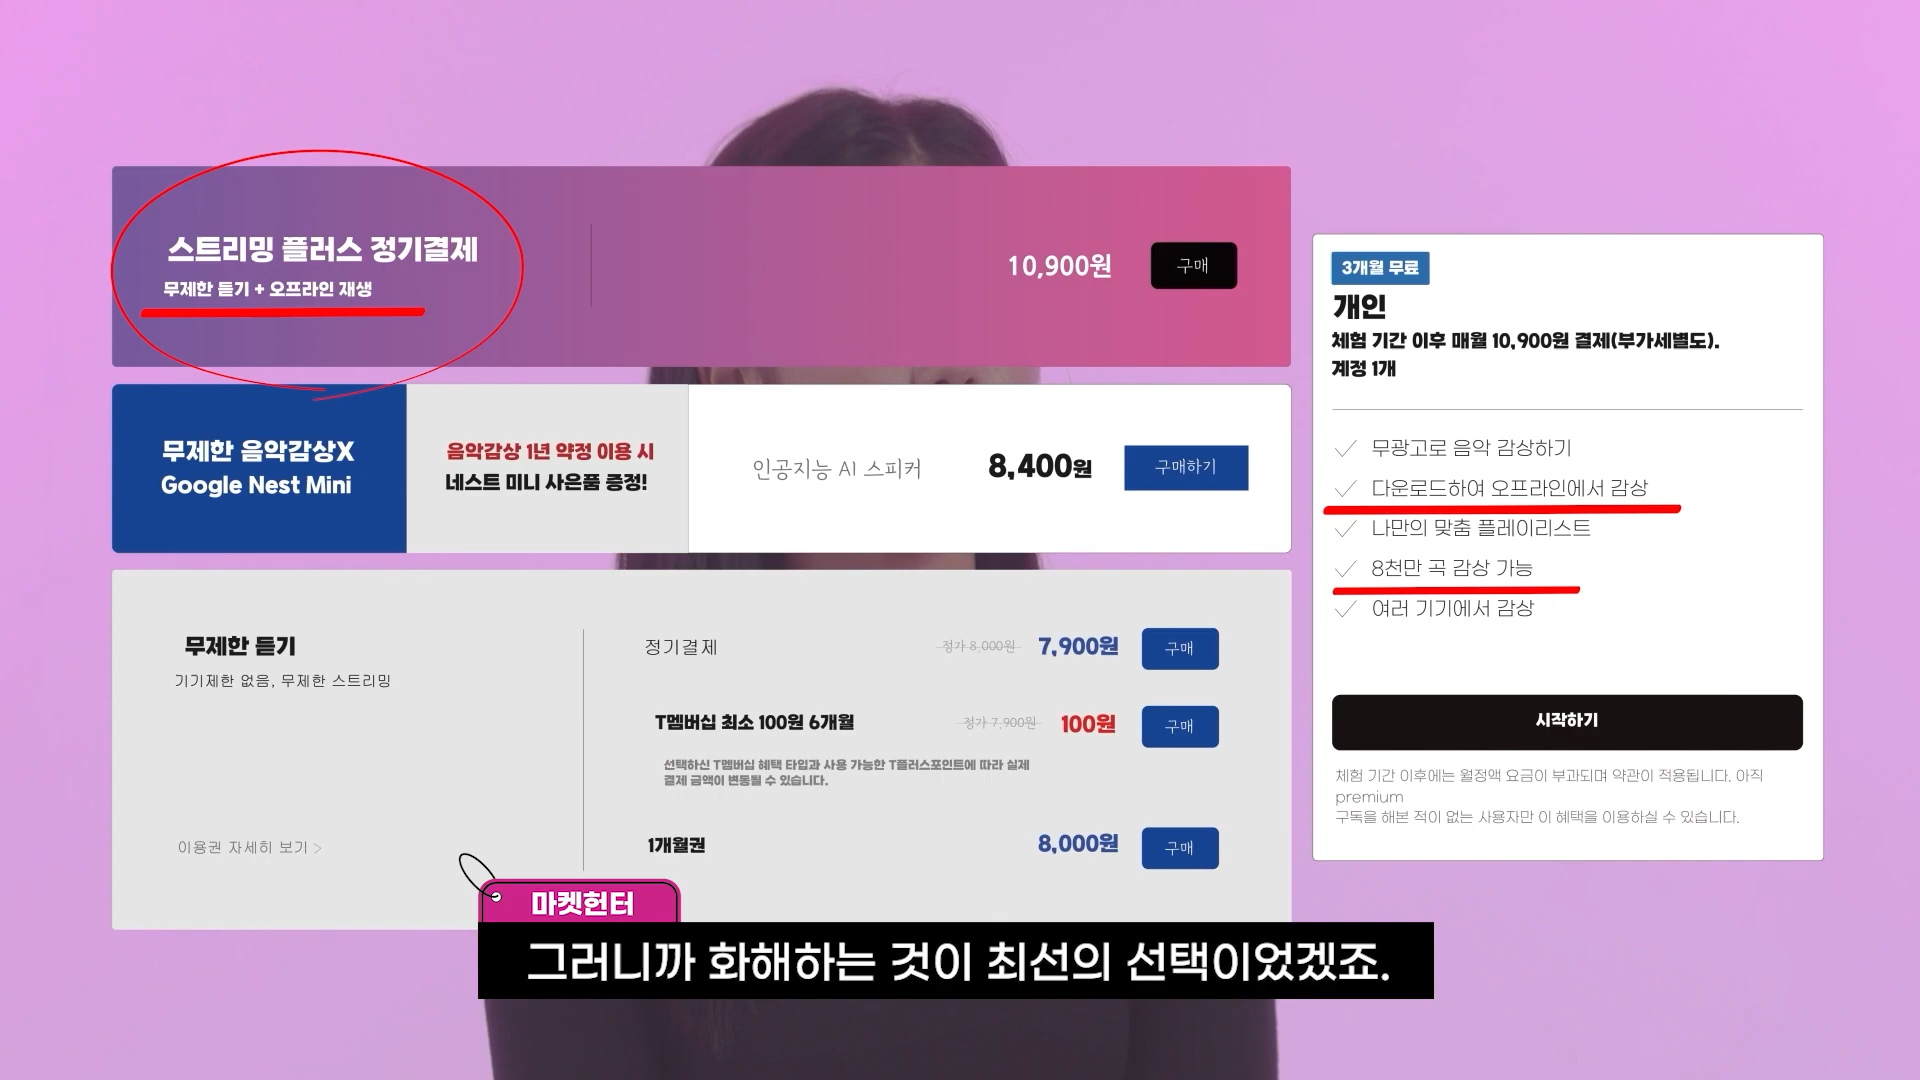 스트리밍 플러스 정기결제
무제한 듣기 + 오프라인 재생
10,900원
구매
무제한 음악감상X
Google Nest Mini
음악감상 1년 약정 이용 시
네스트 미니 사은품 증정!
인공지능 AI 스피커
8,400원
구매하기
무제한 듣기
기기제한 없음, 무제한 스트리밍
이용권 자세히 보기 >
정기결제
정가 8,000원
7,900원
구매
T멤버십 최소 100원 6개월
정가 7,900원
100원
구매
선택하신 T멤버십 혜택 타입과 사용 가능한 T플러스포인트에 따라 실제
결제 금액이 변동될 수 있습니다.
1개월권
8,000원
구매
3개월 무료
개인
체험 기간 이후 매월 10,900원 결제(부가세별도).
계정 1개
무광고로 음악 감상하기
다운로드하여 오프라인에서 감상
나만의 맞춤 플레이리스트
8천만 곡 감상 가능
여러 기기에서 감상
시작하기
체험 기간 이후에는 월정액 요금이 부과되며 약관이 적용됩니다. 아직
premium
구독을 해본 적이 없는 사용자만 이 혜택을 이용하실 수 있습니다.
마켓헌터
그러니까 화해하는 것이 최선의 선택이었겠죠.